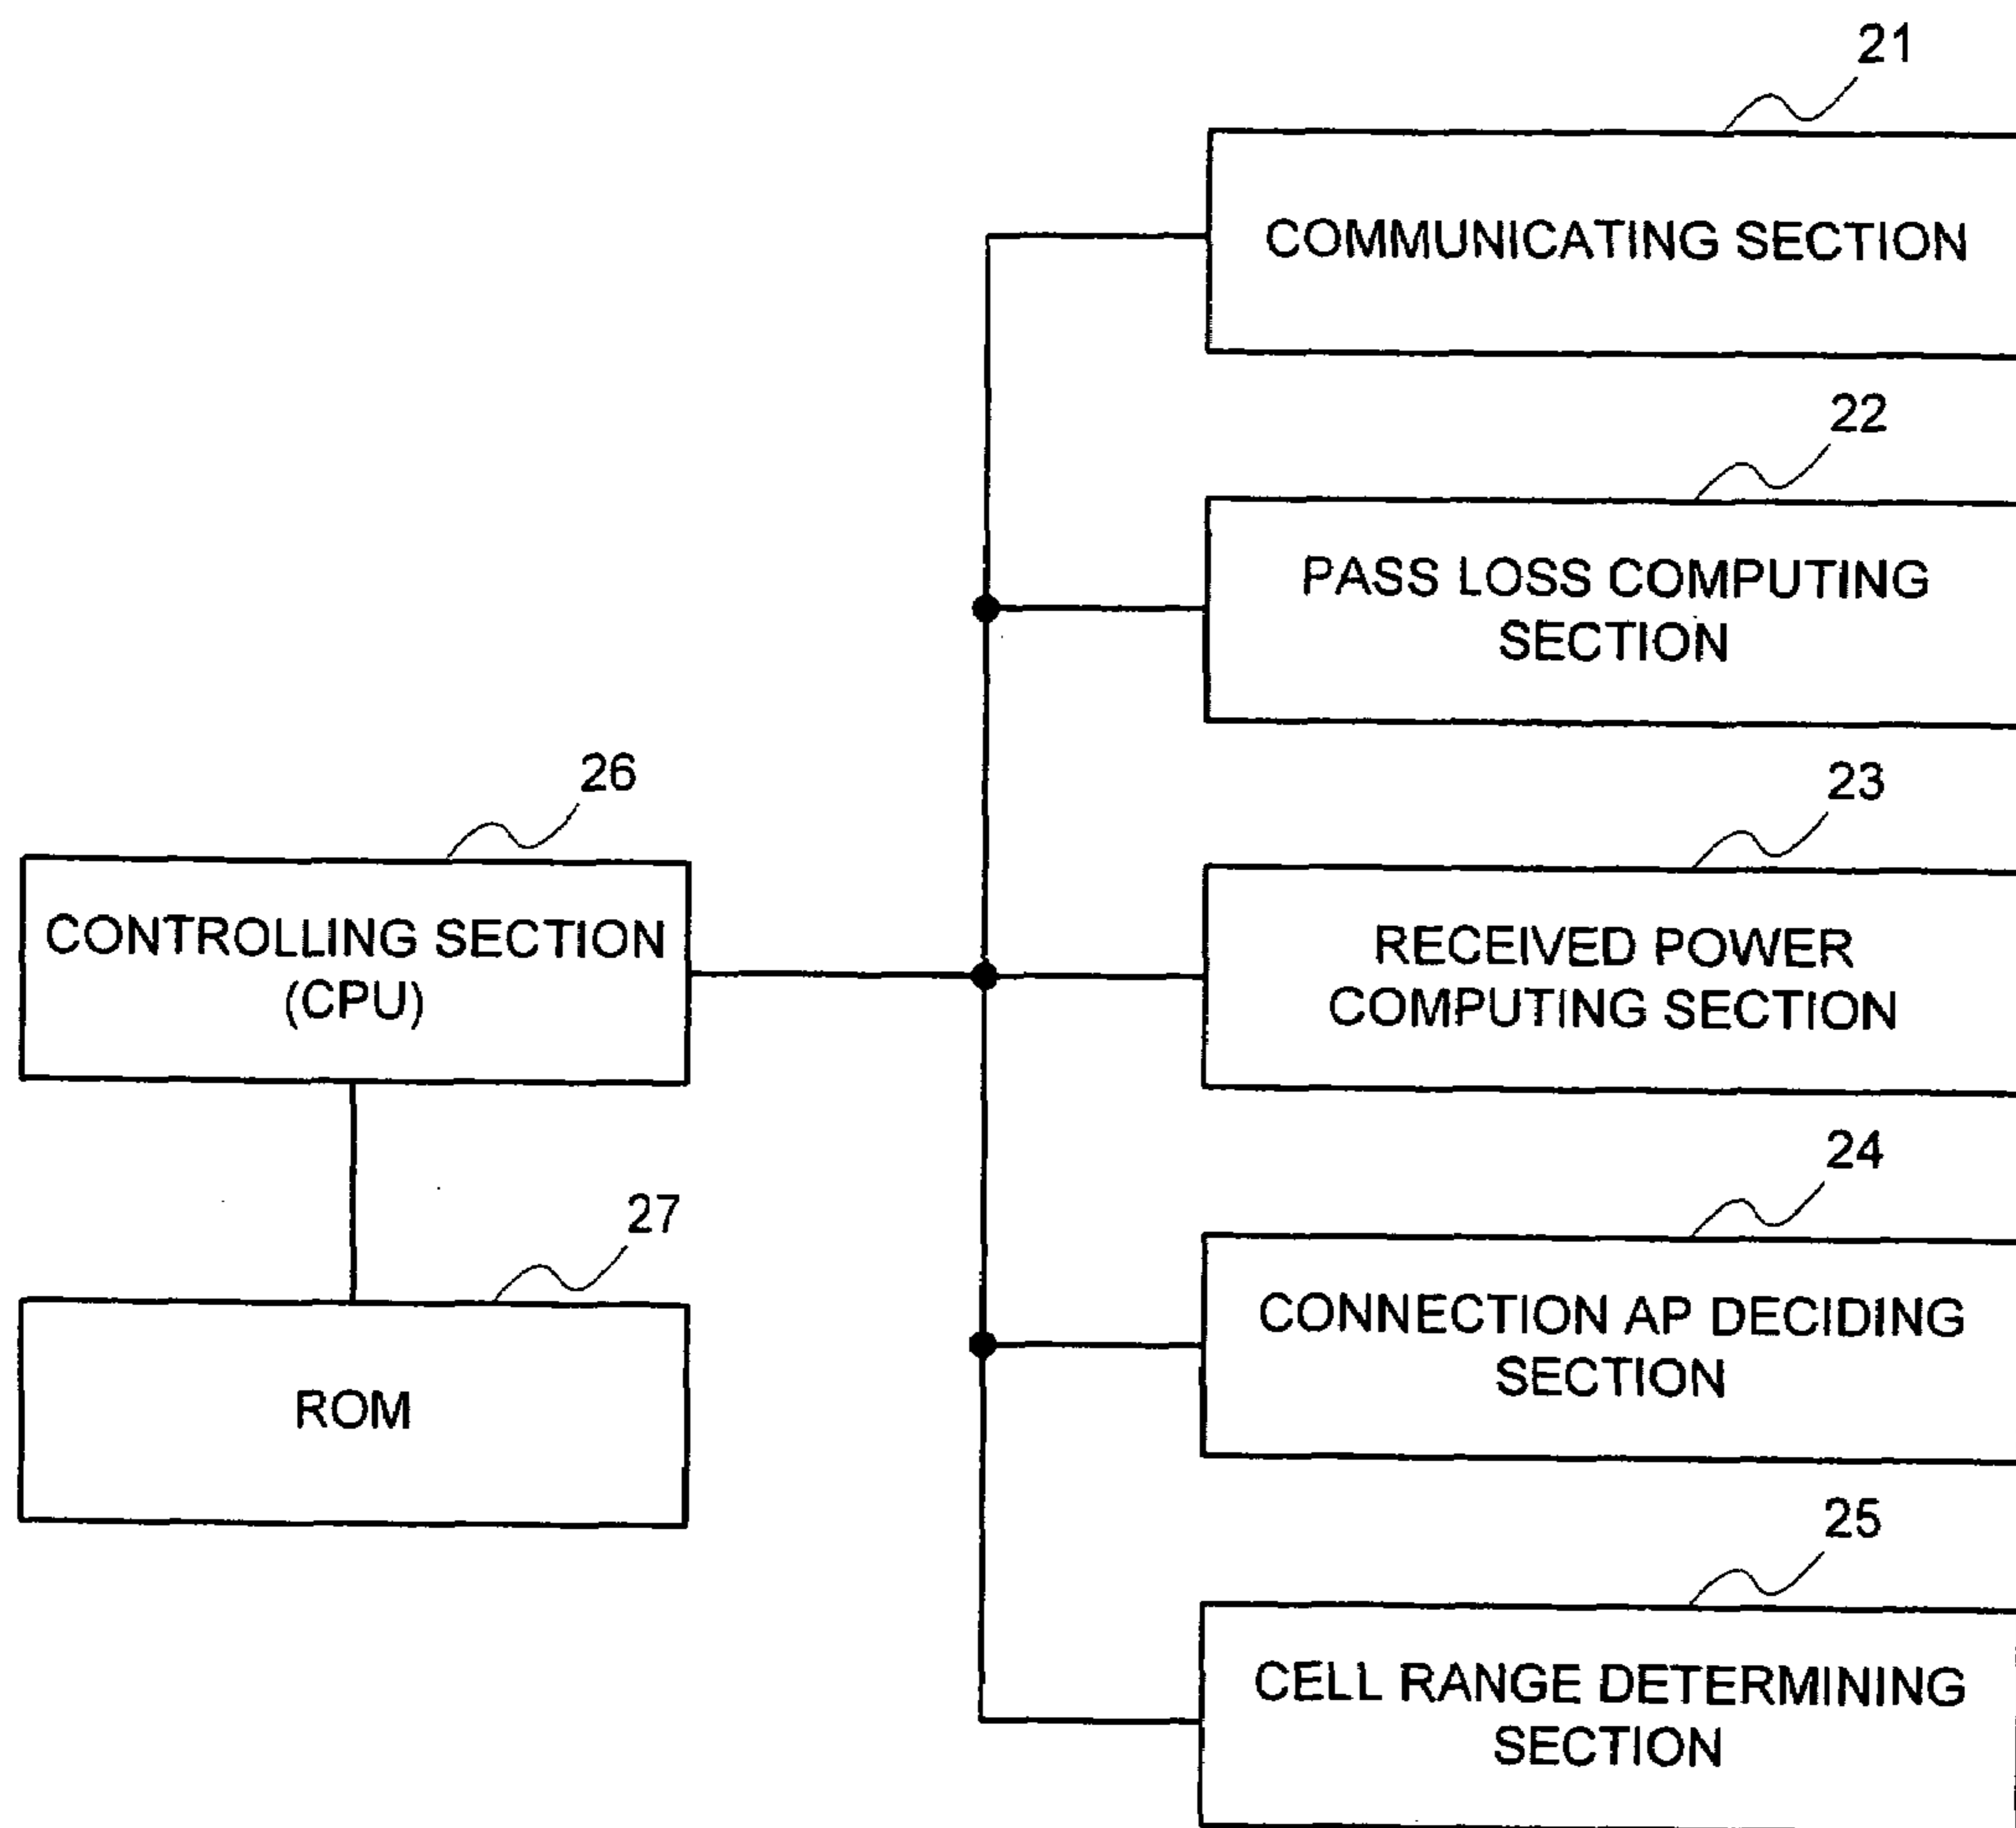 21
COMMUNICATING SECTION
22
PASS LOSS COMPUTING
SECTION
23
RECEIVED POWER
COMPUTING SECTION
26
CONTROLLING SECTION
(CPU)
27
ROM
24
CONNECTION AP DECIDING
SECTION
25
CELL RANGE DETERMINING
SECTION